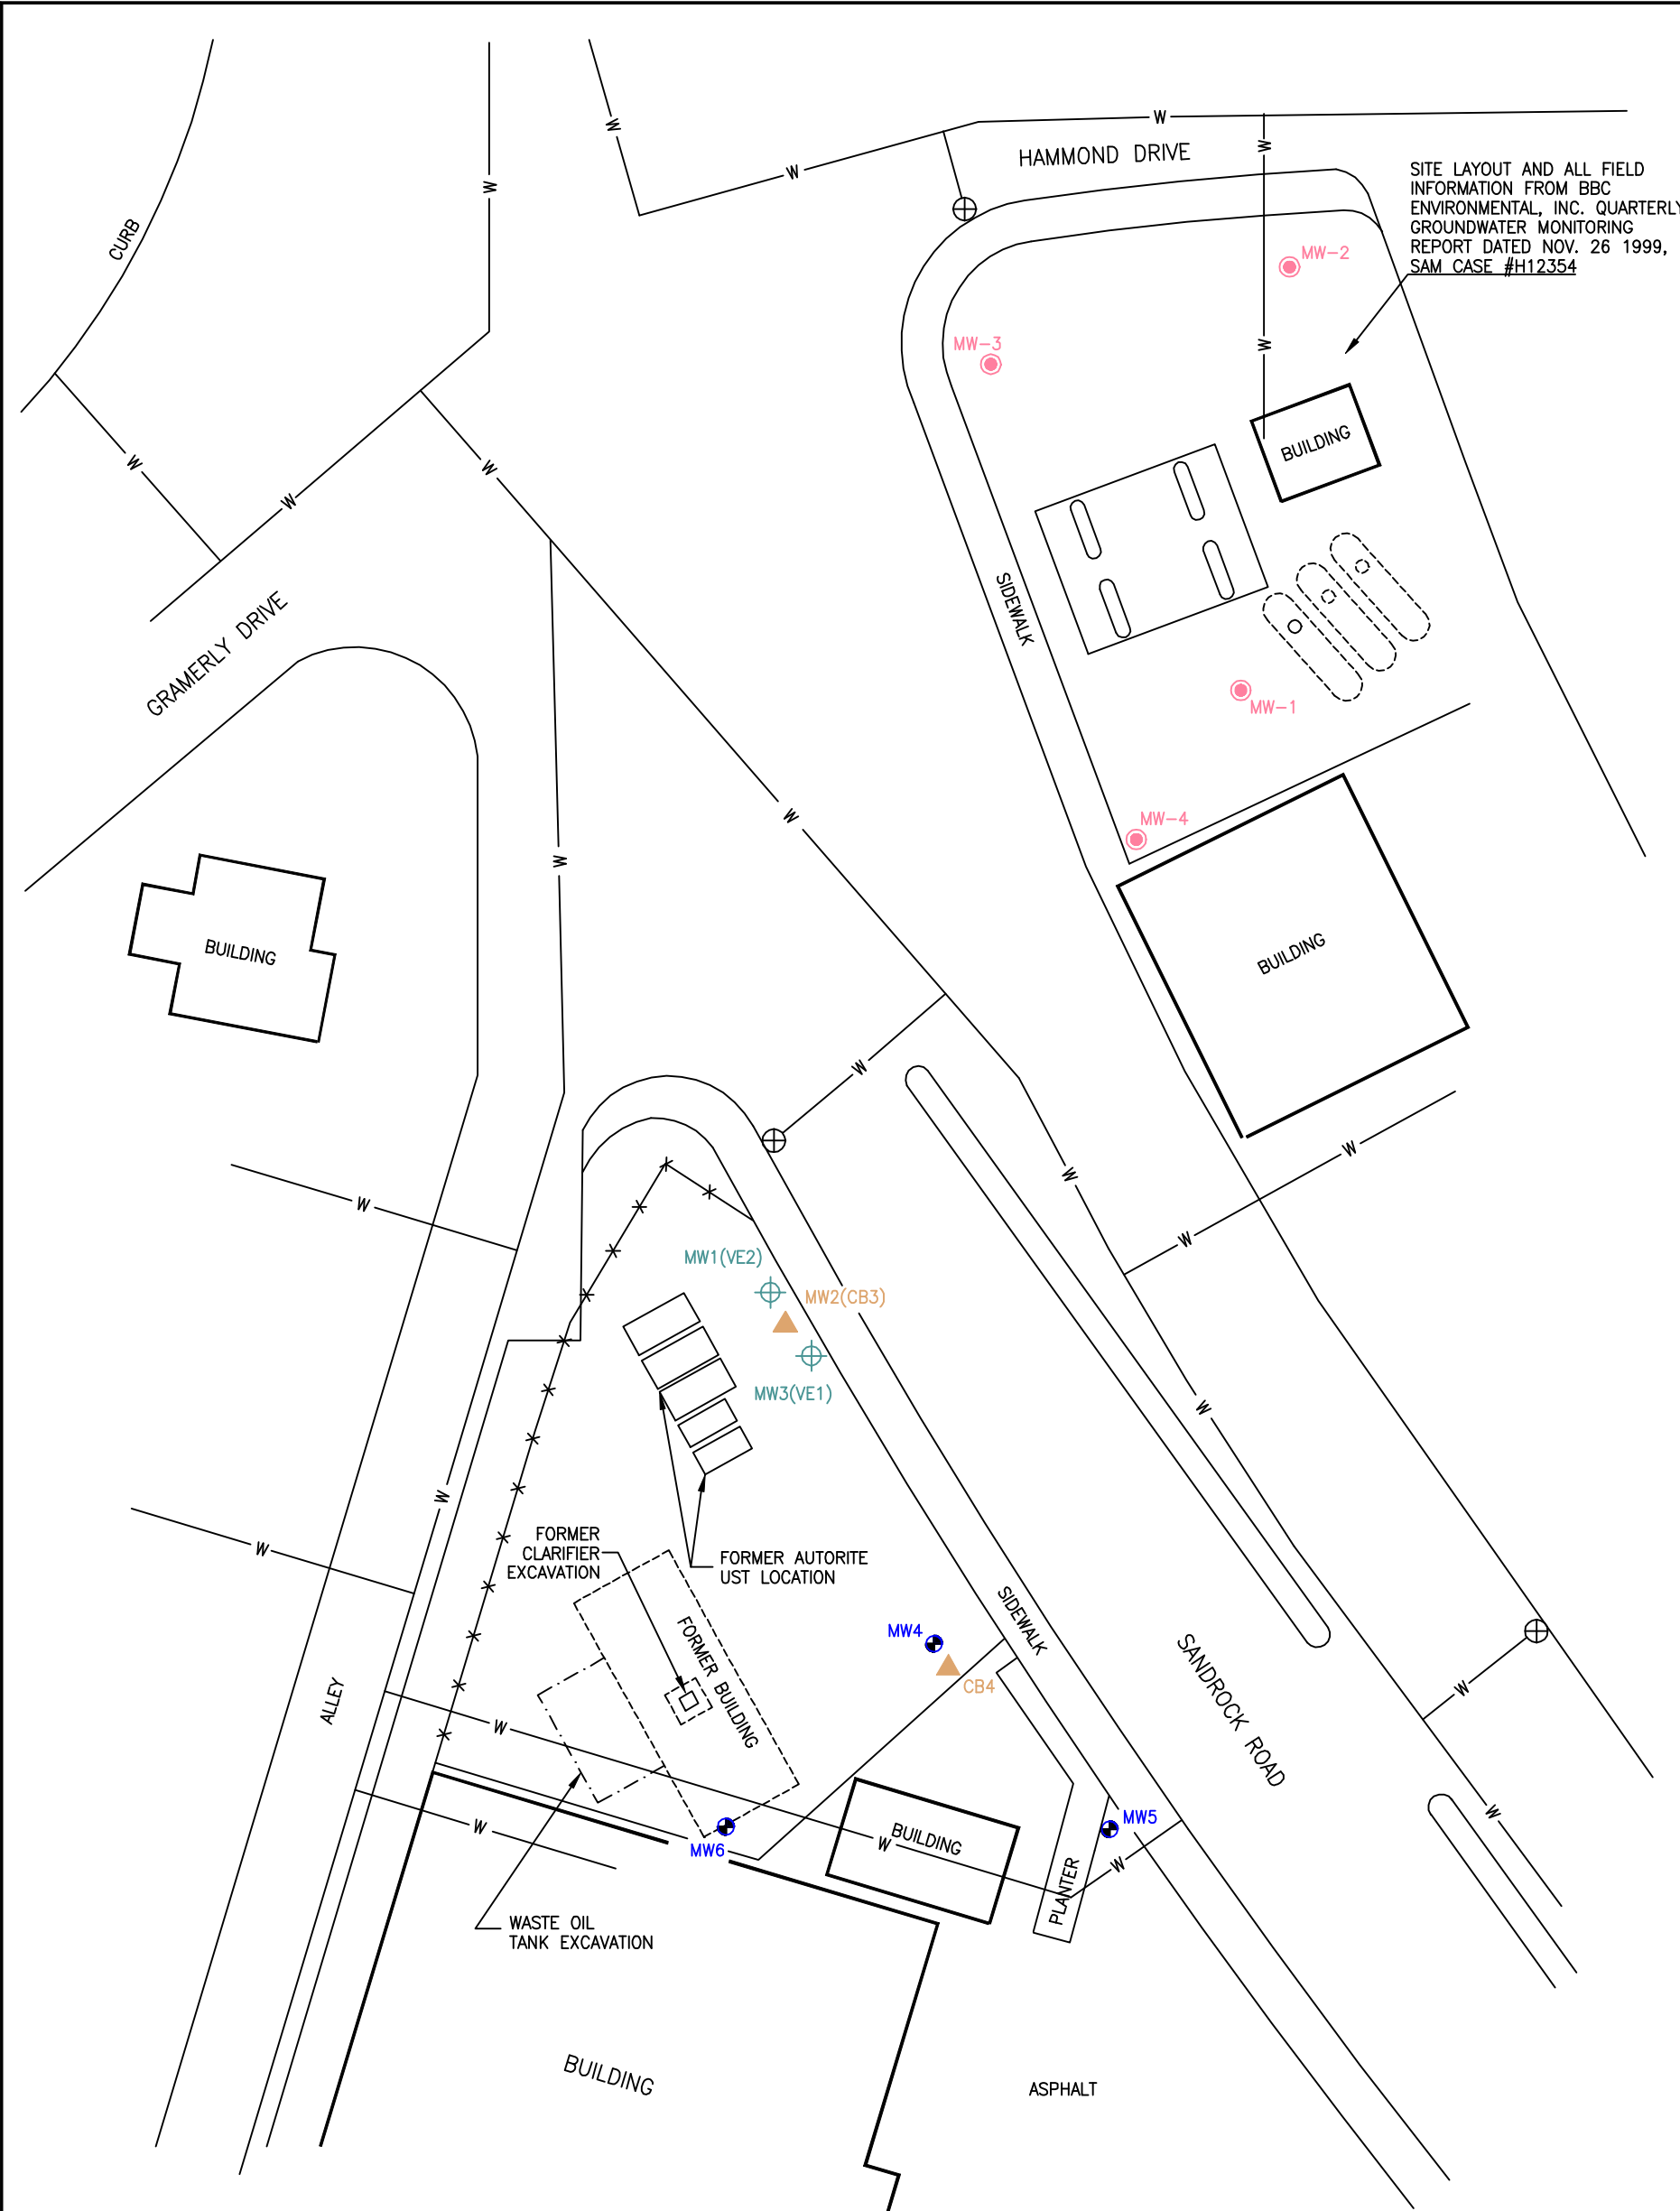 W
W
HAMMOND DRIVE
W
W
SITE LAYOUT AND ALL FIELD
INFORMATION FROM BBC
ENVIRONMENTAL, INC. QUARTERLY
GROUNDWATER MONITORING
REPORT DATED NOV. 26 1999,
SAM CASE #H12354
W
CURB
MW-2
MW-3
W
BUILDING
W
W
W
SIDEWALK
GRAMERLY DRIVE
MW-1
W
MW-4
W
BUILDING
BUILDING
W
W
W
W
W
MW1(VE2)
MW2(CB3)
MW3(VE1)
W
W
W
FORMER
CLARIFIER
EXCAVATION
FORMER AUTORITE
UST LOCATION
SIDEWALK
MW4
CB4
FORMER BUILDING
SANDROCK ROAD
W
ALLEY
W
W
MW5
W
W
BUILDING
W
MW6
W
PLANTER
WASTE OIL
TANK EXCAVATION
BUILDING
ASPHALT